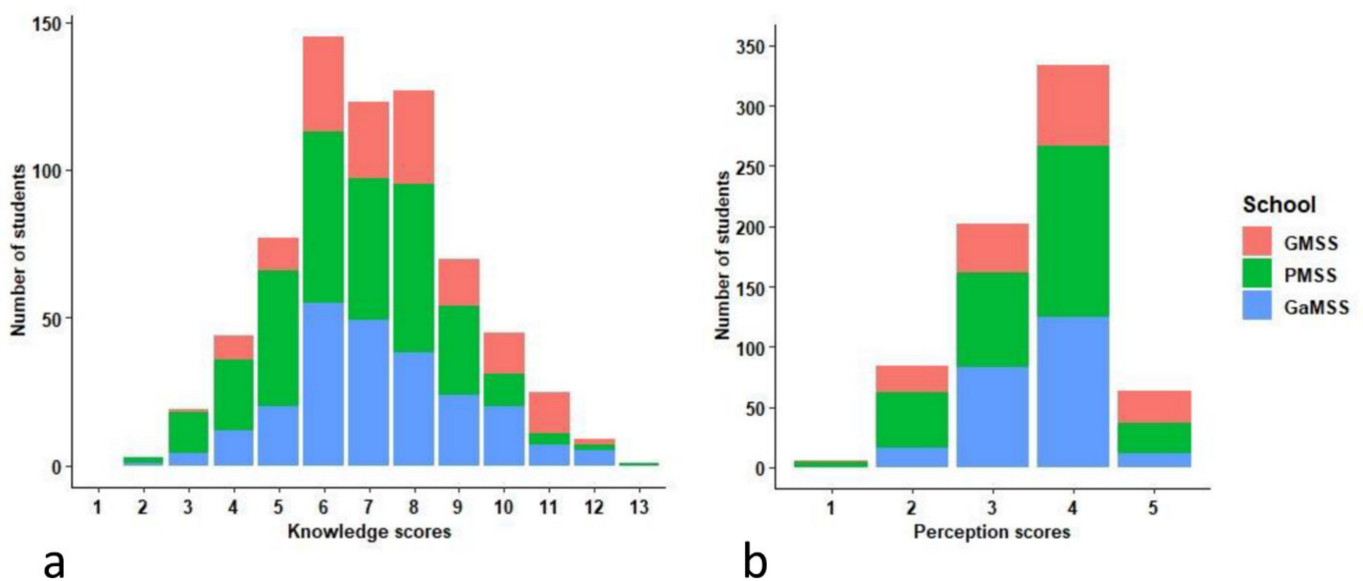 150
100
50
0
Number of students
1 2 3 4 5 6 7 8 9 10 11 12 13
Knowledge scores
a
350
300
250
200
150
100
50
0
Number of students
1 2 3 4 5
Perception scores
b
School
GMSS
PMSS
GaMSS